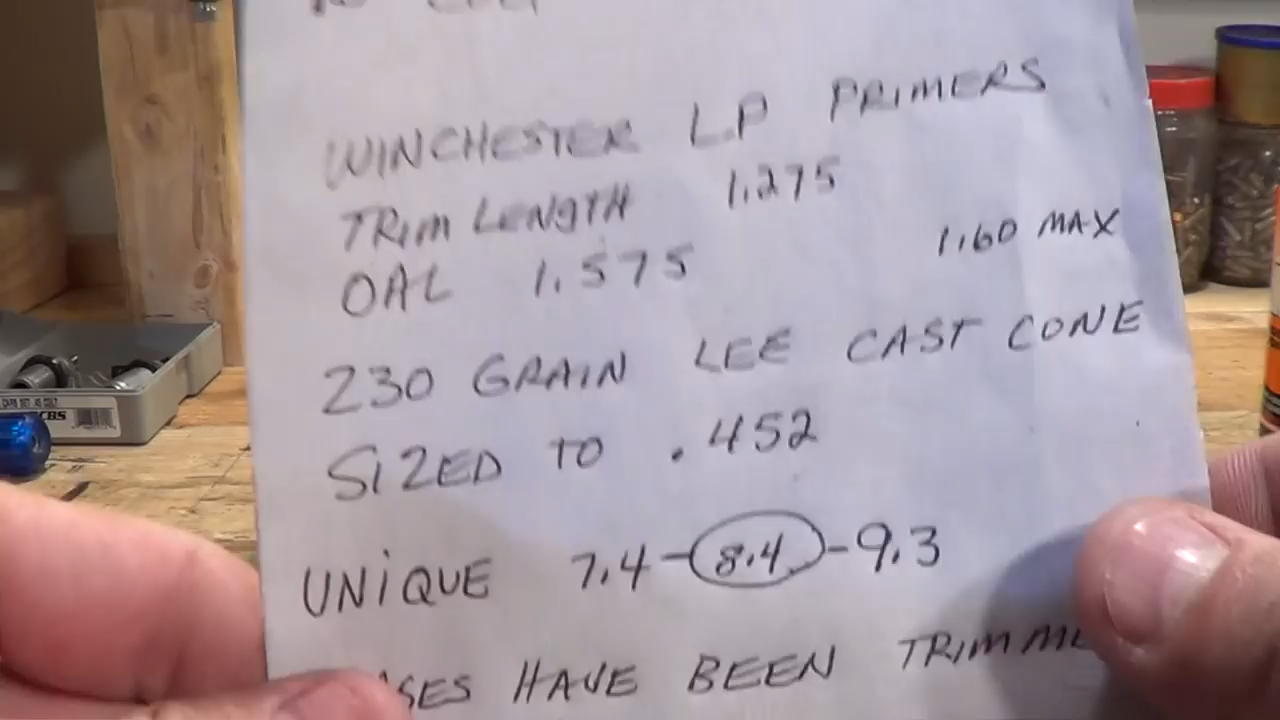 WINCHESTER LP PRIMERS
TRIM LENGTH 1.275
OAL 1.575 1.60 MAX
230 GRAIN LEE CAST CONE
SIZED TO .452
UNIQUE 7.4-8.4-9.3
HAVE BEEN